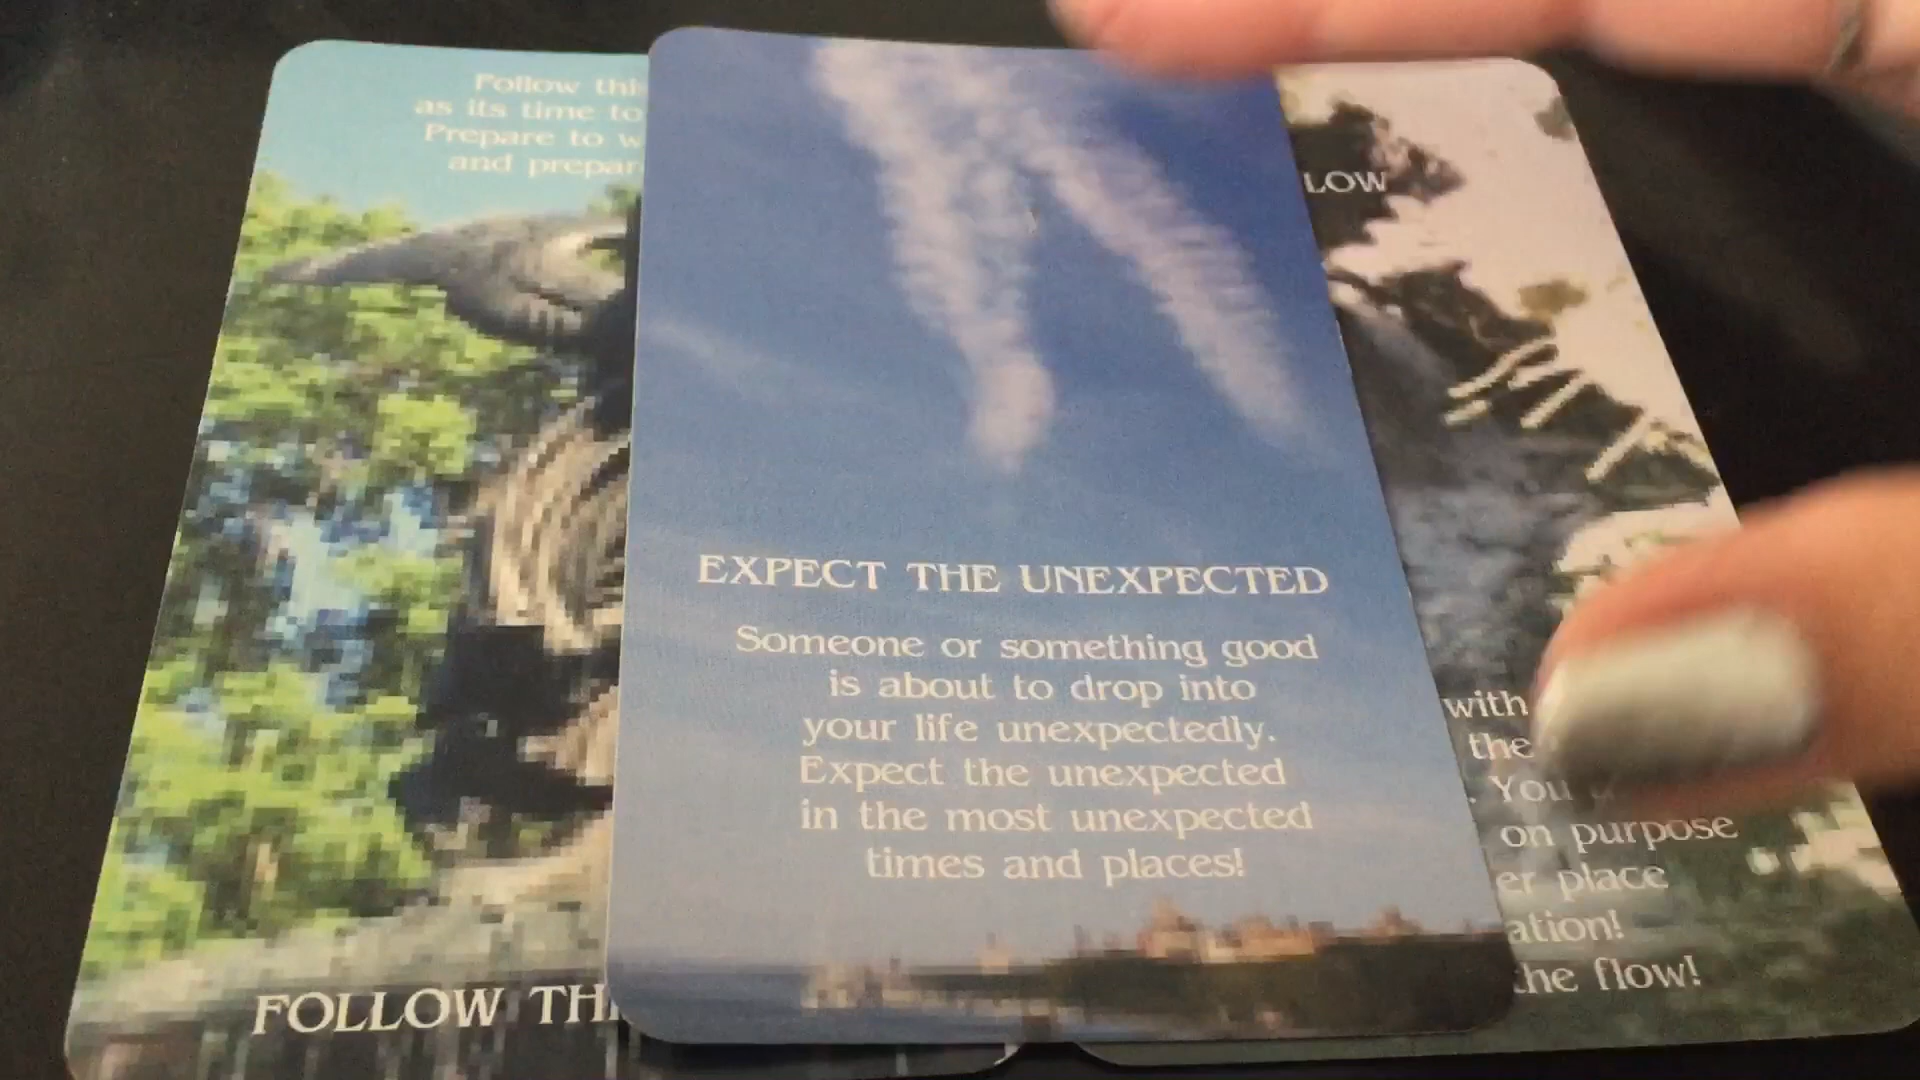 Follow this
as its time to
Prepare to w
and prepar
FOLLOW THI
EXPECT THE UNEXPECTED
Someone or something good
is about to drop into
your life unexpectedly.
Expect the unexpected
in the most unexpected
times and places!
LOW
with
the
. You
on purpose
er place
ation!
the flow!